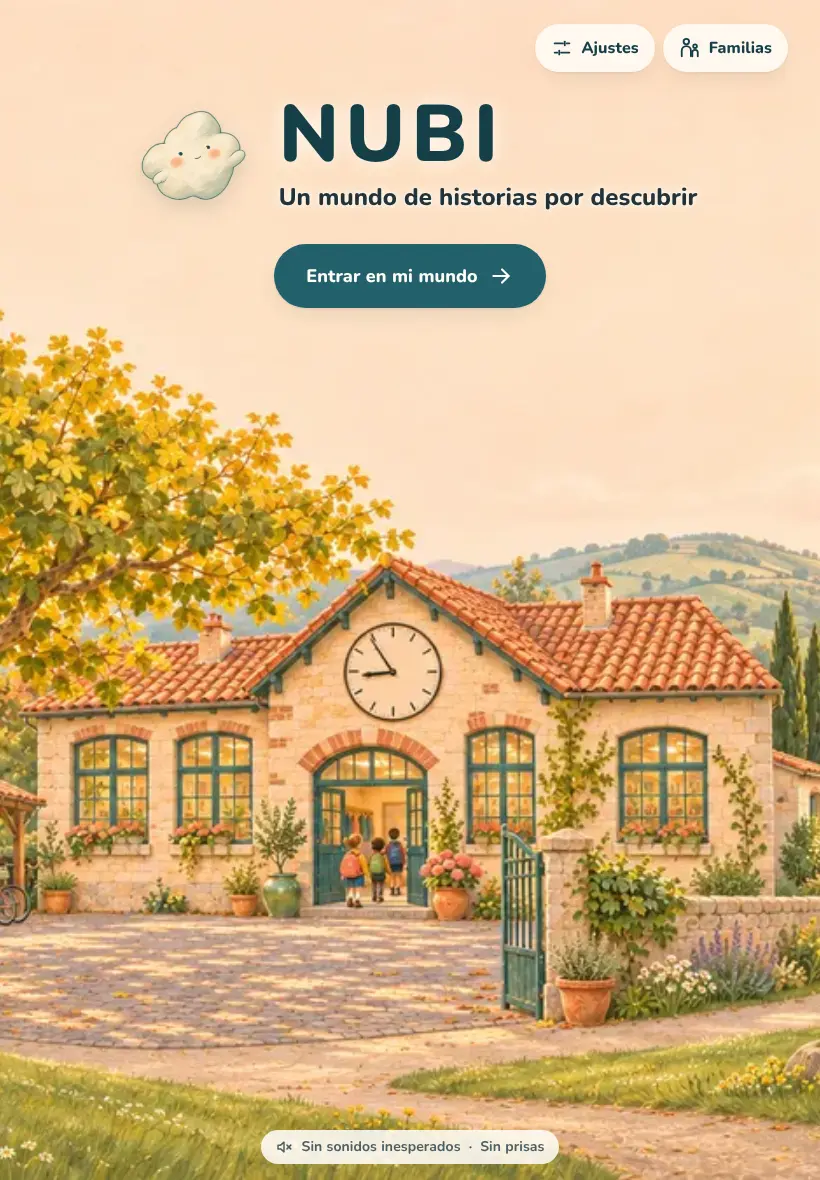 Ajustes
Familias
NUBI
Un mundo de historias por descubrir
Entrar en mi mundo
Sin sonidos inesperados · Sin prisas